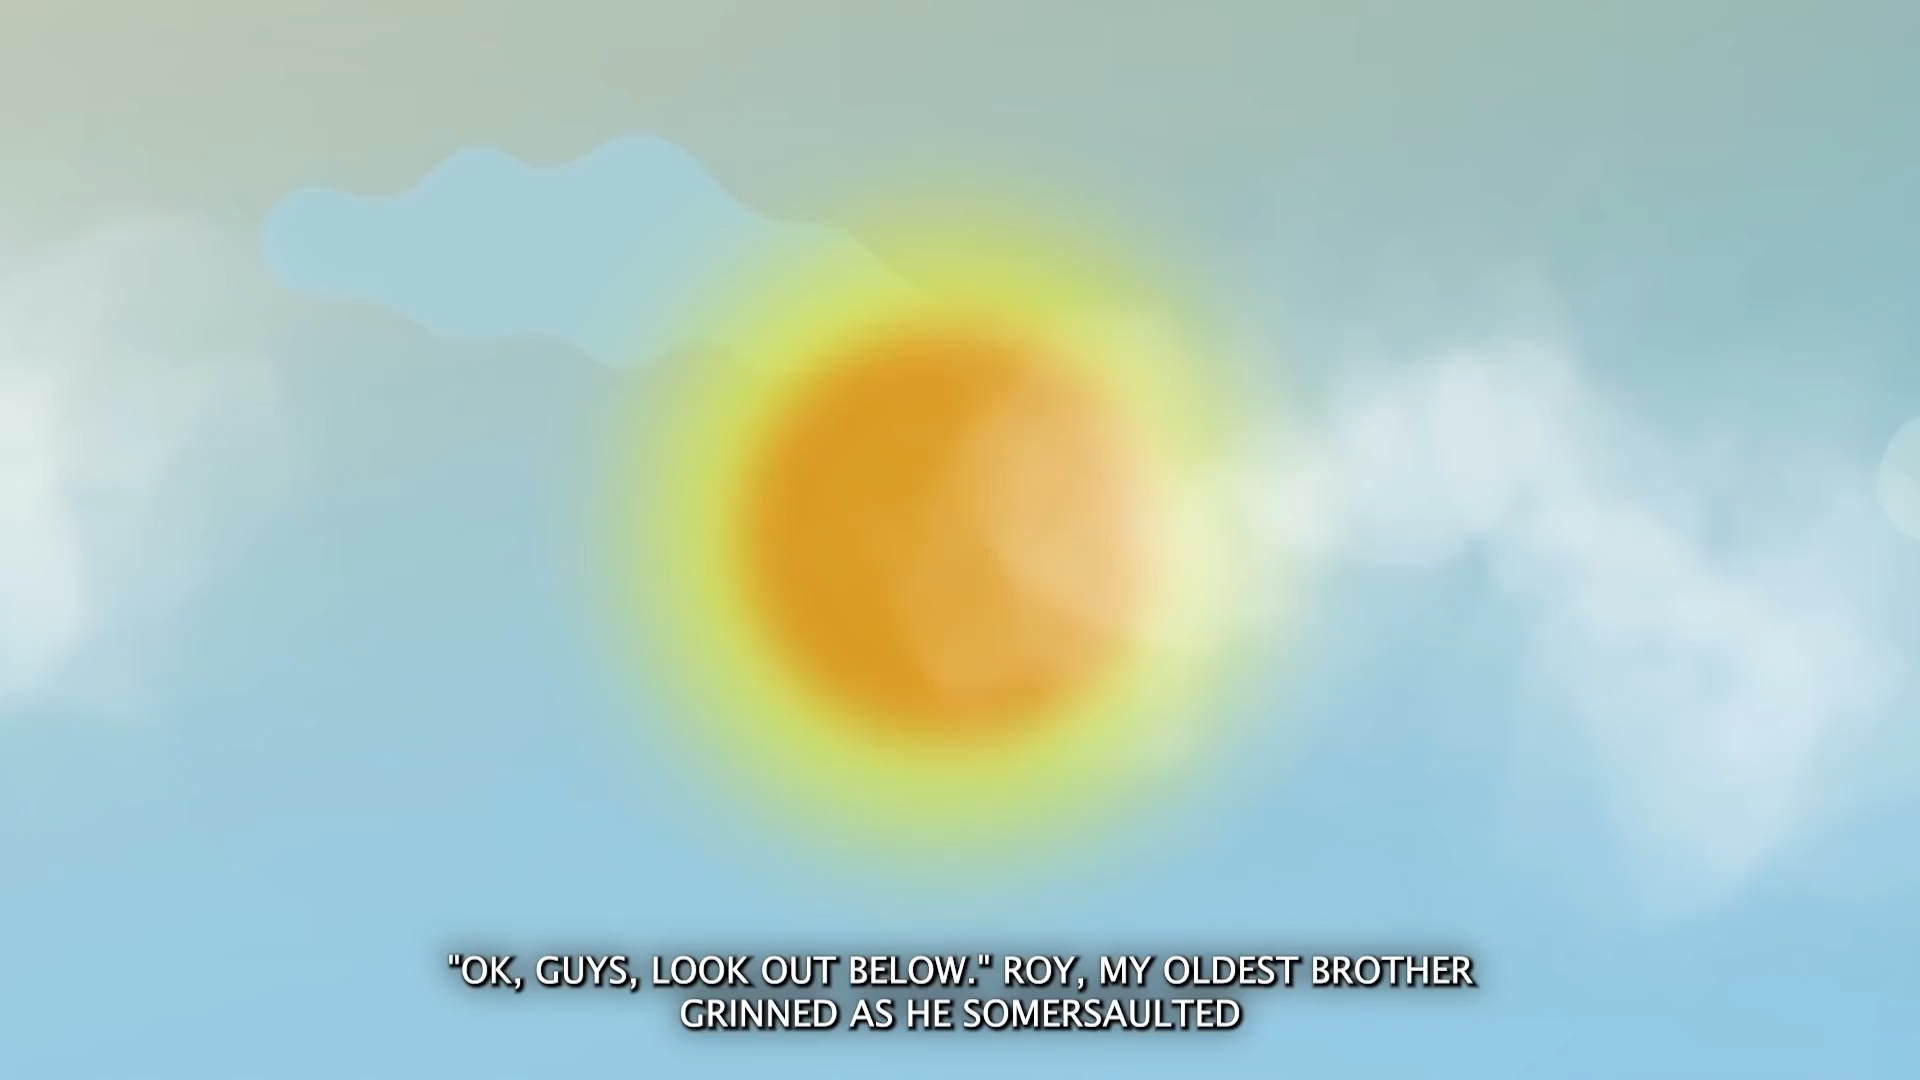 "OK, GUYS, LOOK OUT BELOW." ROY, MY OLDEST BROTHER
GRINNED AS HE SOMERSAULTED